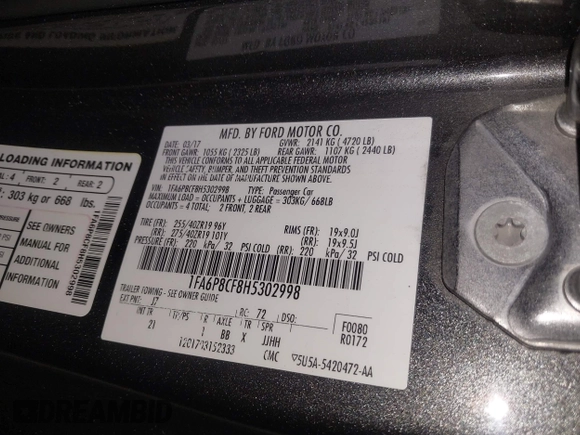 MFD. BY FORD MOTOR CO.
DATE: 03/17 GVWR: 2141 KG ( 4720 LB)
FRONT GAWR: 1055 KG ( 2325 LB) REAR GAWR: 1107 KG ( 2440 LB)
THIS VEHICLE CONFORMS TO ALL APPLICABLE FEDERAL MOTOR
VEHICLE SAFETY, BUMPER, AND THEFT PREVENTION STANDARDS
IN EFFECT ON THE DATE OF MANUFACTURE SHOWN ABOVE.
VIN: 1FA6P8CF8H5302998 TYPE: Passenger Car
MAXIMUM LOAD = OCCUPANTS + LUGGAGE = 303KG/ 668LB
OCCUPANTS = 4 TOTAL: 2 FRONT, 2 REAR
TIRE (FR): 255/40ZR19 96Y RIMS (FR): 19x9.0J
(RR): 275/40ZR19 101Y (RR): 19x9.5J
PRESSURE (FR): 220 kPa/ 32 PSI COLD (RR): 220 kPa/ 32 PSI COLD
1FA6P8CF8H5302998
TRAILER TOWING - SEE OWNER GUIDE
EXT PNT: J7 RC: 72 DSO:
INT TR TP/PS R AXLE TR SPR
21 I BB X JJHH
1201703152333 CMC
F0080
R0172
5U5A-5420472-AA
LOADING INFORMATION
: 4 FRONT: 2 REAR: 2
: 303 kg or 668 lbs.
SEE OWNERS
MANUAL FOR
ADDITIONAL
INFORMATION
1FA6P8CF8H5302998
DREAMBID